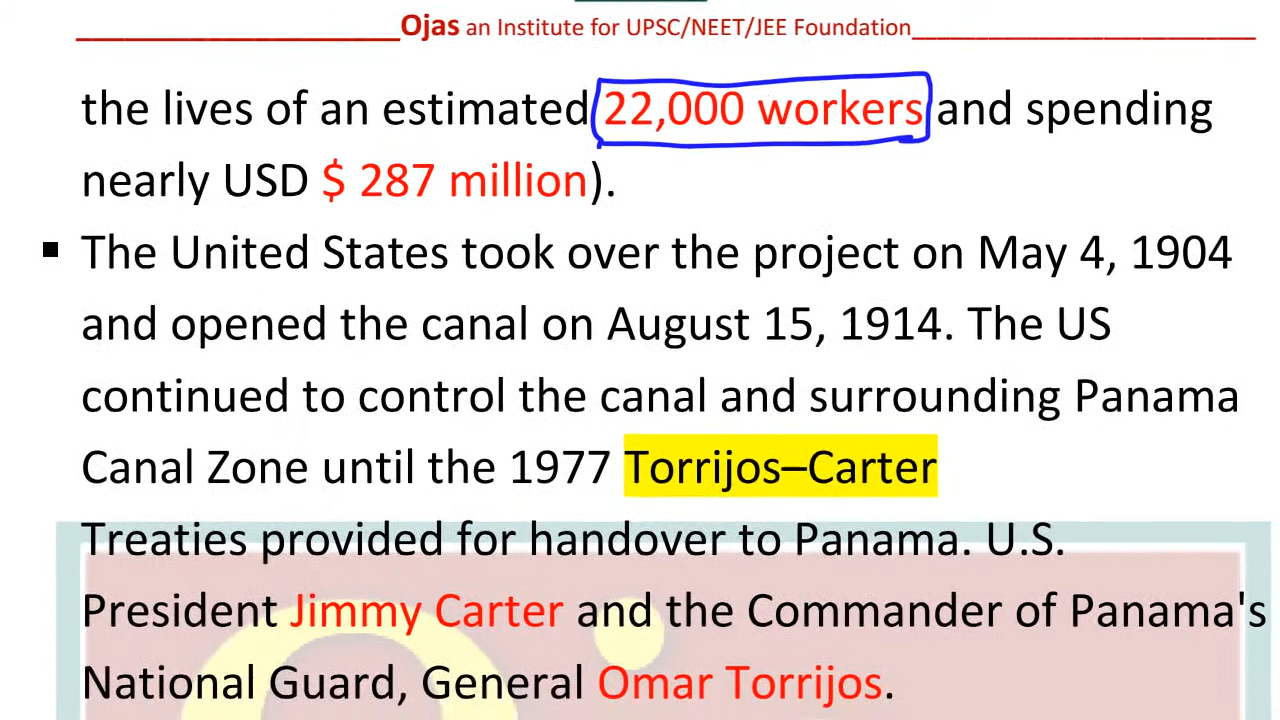 Ojas an Institute for UPSC/NEET/JEE Foundation
the lives of an estimated 22,000 workers and spending
nearly USD $ 287 million).
▪ The United States took over the project on May 4, 1904
and opened the canal on August 15, 1914. The US
continued to control the canal and surrounding Panama
Canal Zone until the 1977 Torrijos–Carter
Treaties provided for handover to Panama. U.S.
President Jimmy Carter and the Commander of Panama's
National Guard, General Omar Torrijos.